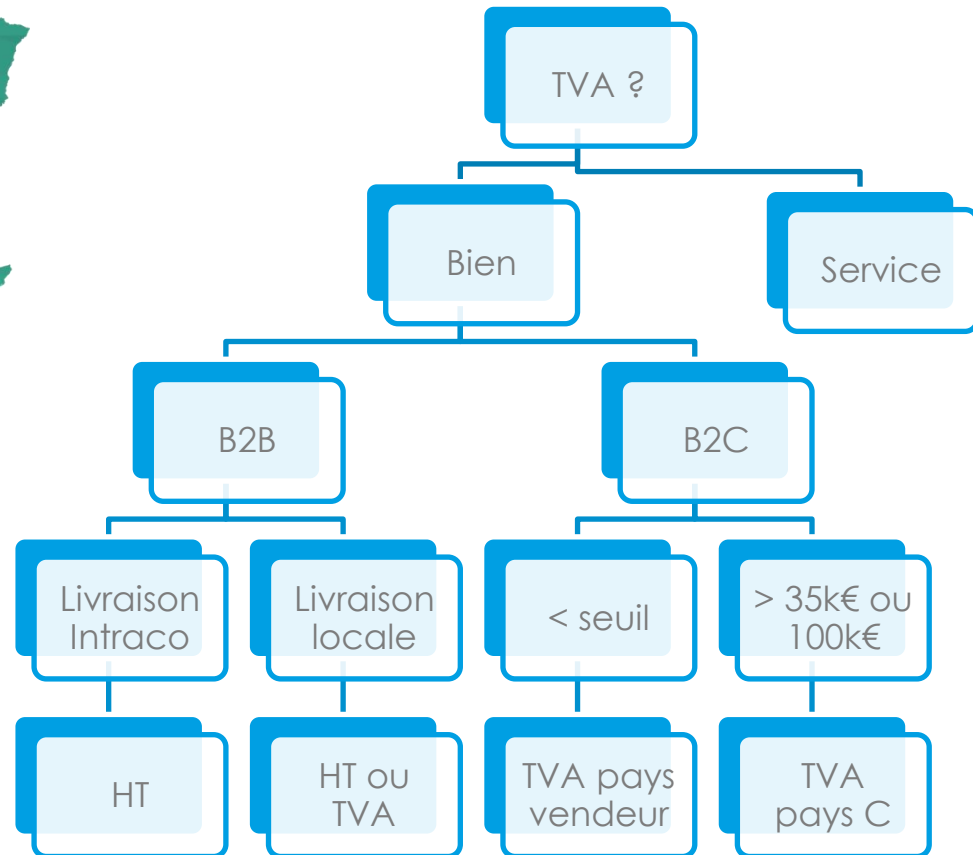 TVA ?
Bien
Service
B2B
B2C
Livraison
Intraco
Livraison
locale
< seuil
> 35k€ ou
100k€
HT
HT ou
TVA
TVA pays
vendeur
TVA
pays C